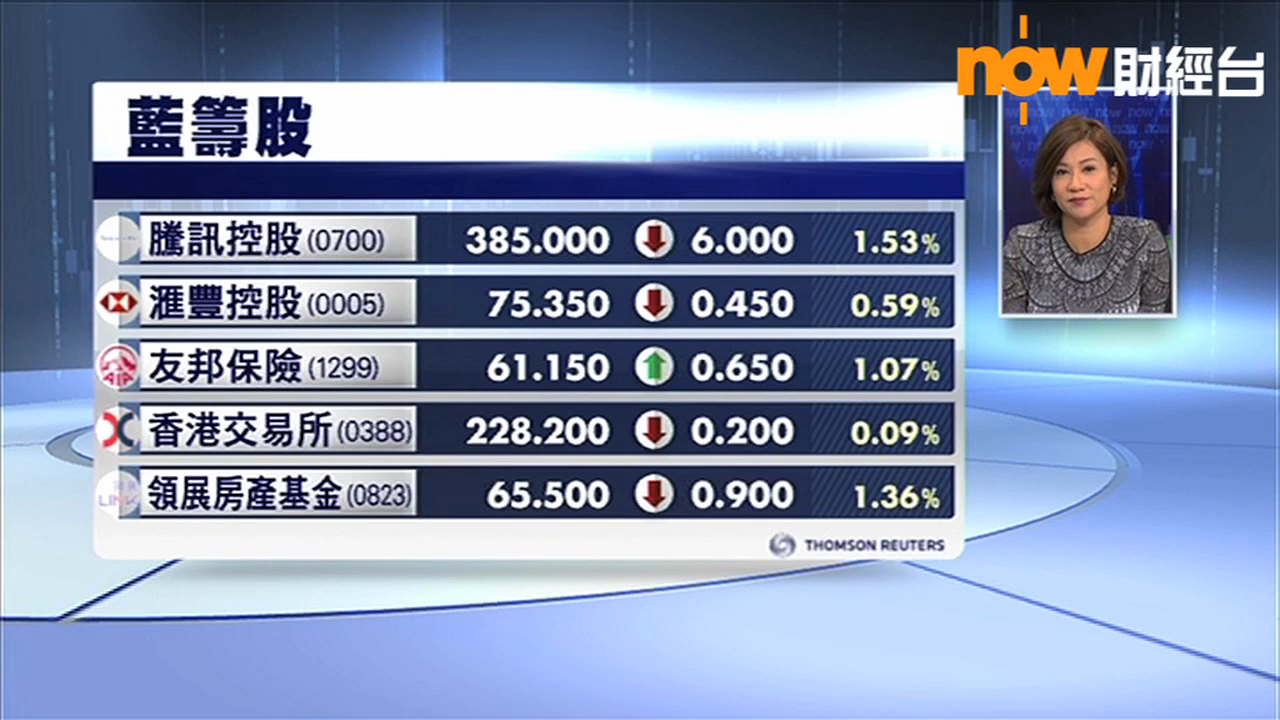 now 財經台
藍籌股
騰訊控股 (0700) 385.000 6.000 1.53%
滙豐控股 (0005) 75.350 0.450 0.59%
友邦保險 (1299) 61.150 0.650 1.07%
香港交易所 (0388) 228.200 0.200 0.09%
領展房產基金 (0823) 65.500 0.900 1.36%
AIA
LINK
THOMSON REUTERS